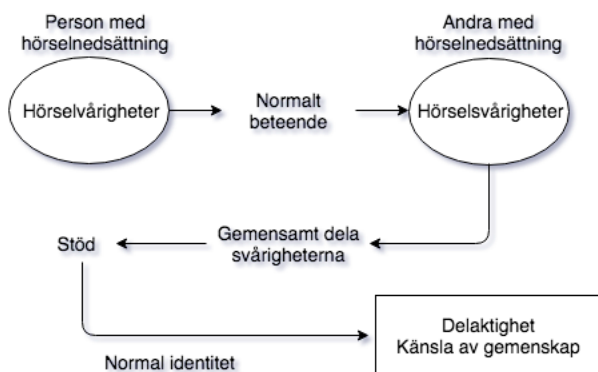 Person med
hörselnedsättning
Andra med
hörselnedsättning
Hörselvårigheter
Normalt
beteende
Hörselsvårigheter
Stöd
Gemensamt dela
svårigheterna
Delaktighet
Känsla av gemenskap
Normal identitet